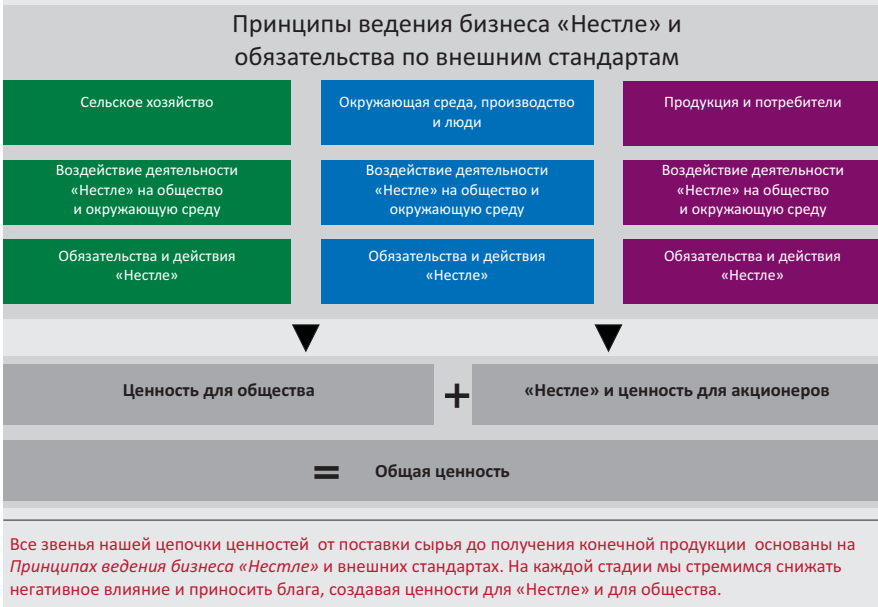 Принципы ведения бизнеса «Нестле» и
обязательства по внешним стандартам
Сельское хозяйство
Окружающая среда, производство
и люди
Продукция и потребители
Воздействие деятельности
«Нестле» на общество
и окружающую среду
Воздействие деятельности
«Нестле» на общество и
окружающую среду
Воздействие деятельности
«Нестле» на общество
и окружающую среду
Обязательства и действия
«Нестле»
Обязательства и действия
«Нестле»
Обязательства и действия
«Нестле»
Ценность для общества
+
«Нестле» и ценность для акционеров
= Общая ценность
Все звенья нашей цепочки ценностей от поставки сырья до получения конечной продукции основаны на
Принципах ведения бизнеса «Нестле» и внешних стандартах. На каждой стадии мы стремимся снижать
негативное влияние и приносить блага, создавая ценности для «Нестле» и для общества.